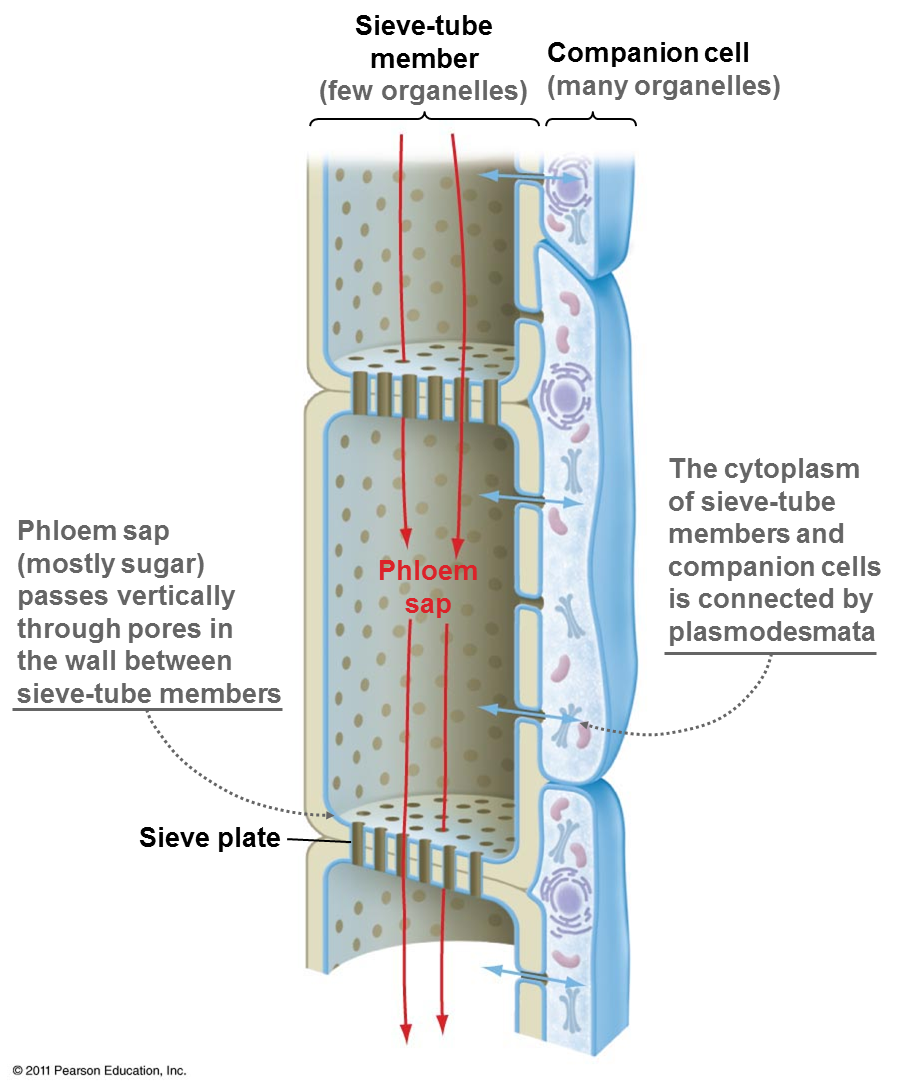 Sieve-tube
member
(few organelles)
Companion cell
(many organelles)
The cytoplasm
of sieve-tube
members and
companion cells
is connected by
plasmodesmata
Phloem sap
(mostly sugar)
passes vertically
through pores in
the wall between
sieve-tube members
Phloem
sap
Sieve plate
© 2011 Pearson Education, Inc.